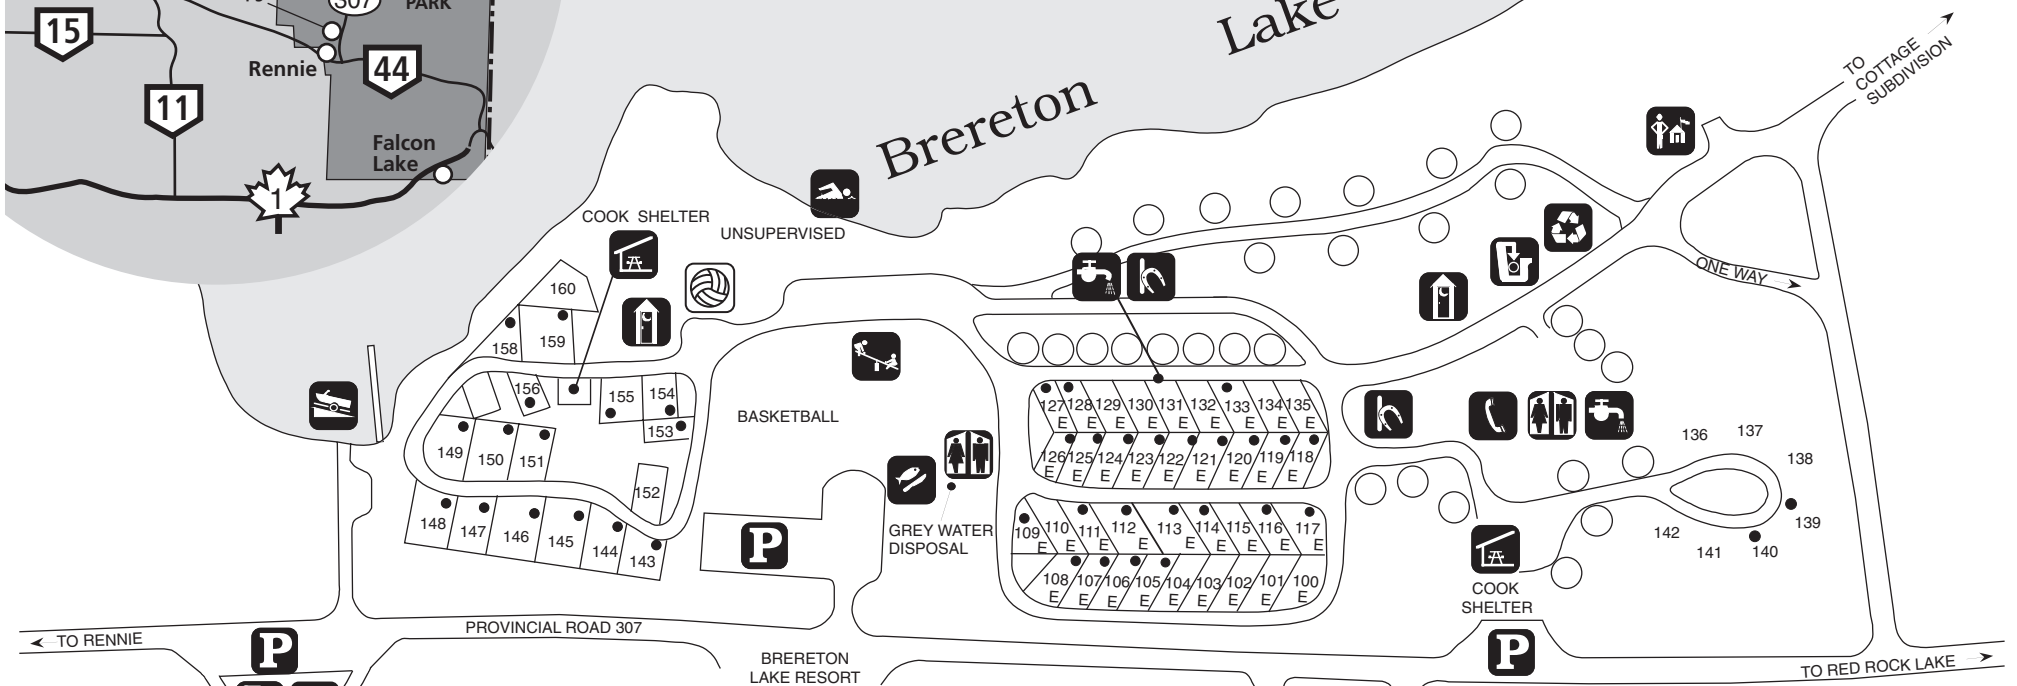 307
PARK
15
Rennie
44
11
Falcon
Lake
1
Brereton
Lake
TO
COTTAGE
SUBDIVISION
COOK SHELTER
UNSUPERVISED
ONE WAY
160
158
159
156
155
154
153
149
150
151
152
148
147
146
145
144
143
BASKETBALL
GREY WATER
DISPOSAL
P
127 128 129 130 131 132 133 134 135
E E E E E E E E
126 125 124 123 122 121 120 119 118
E E E E E E E E E
109 110 111 112 113 114 115 116 117
E E E E E E E E E
108 107 106 105 104 103 102 101 100
E E E E E E E E E
136
137
138
139
140
141
142
COOK
SHELTER
P
TO RENNIE
P
PROVINCIAL ROAD 307
BRERETON
LAKE RESORT
TO RED ROCK LAKE